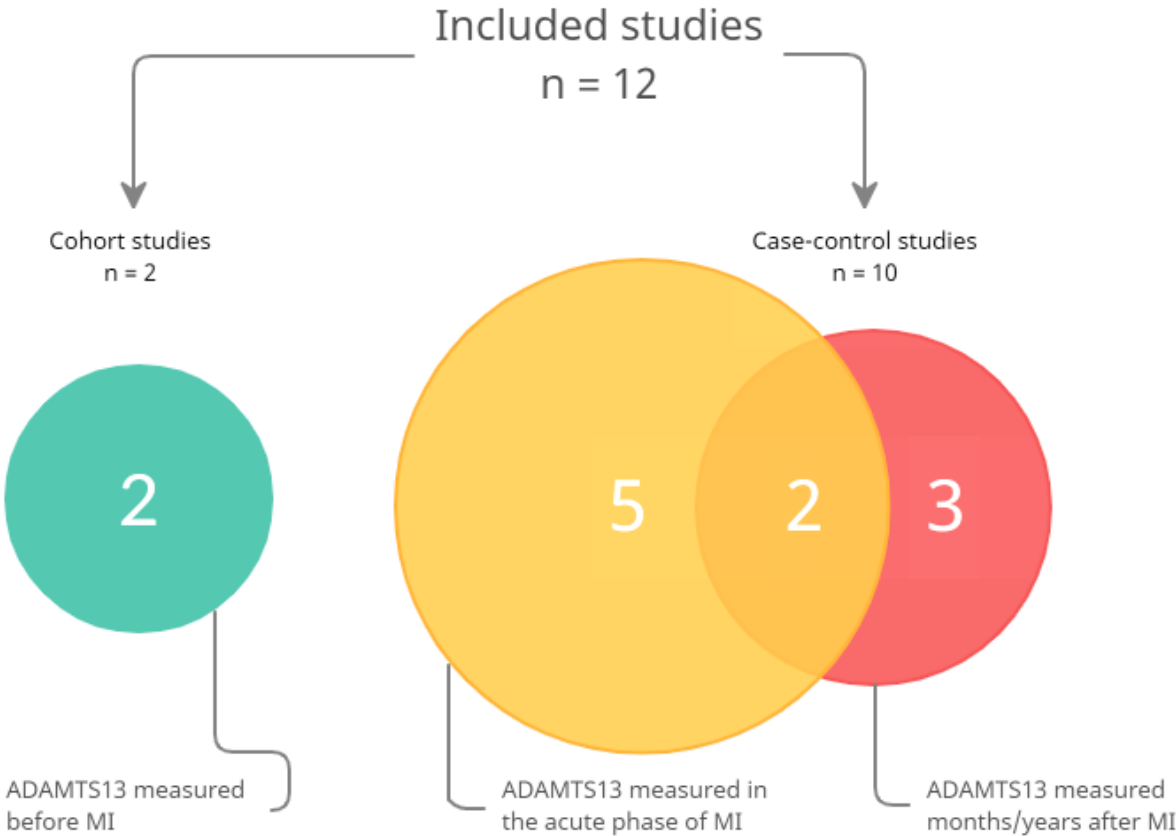 Included studies
n = 12
Cohort studies
n = 2
Case-control studies
n = 10
2
5
2
3
ADAMTS13 measured
before MI
ADAMTS13 measured in
the acute phase of MI
ADAMTS13 measured
months/years after MI